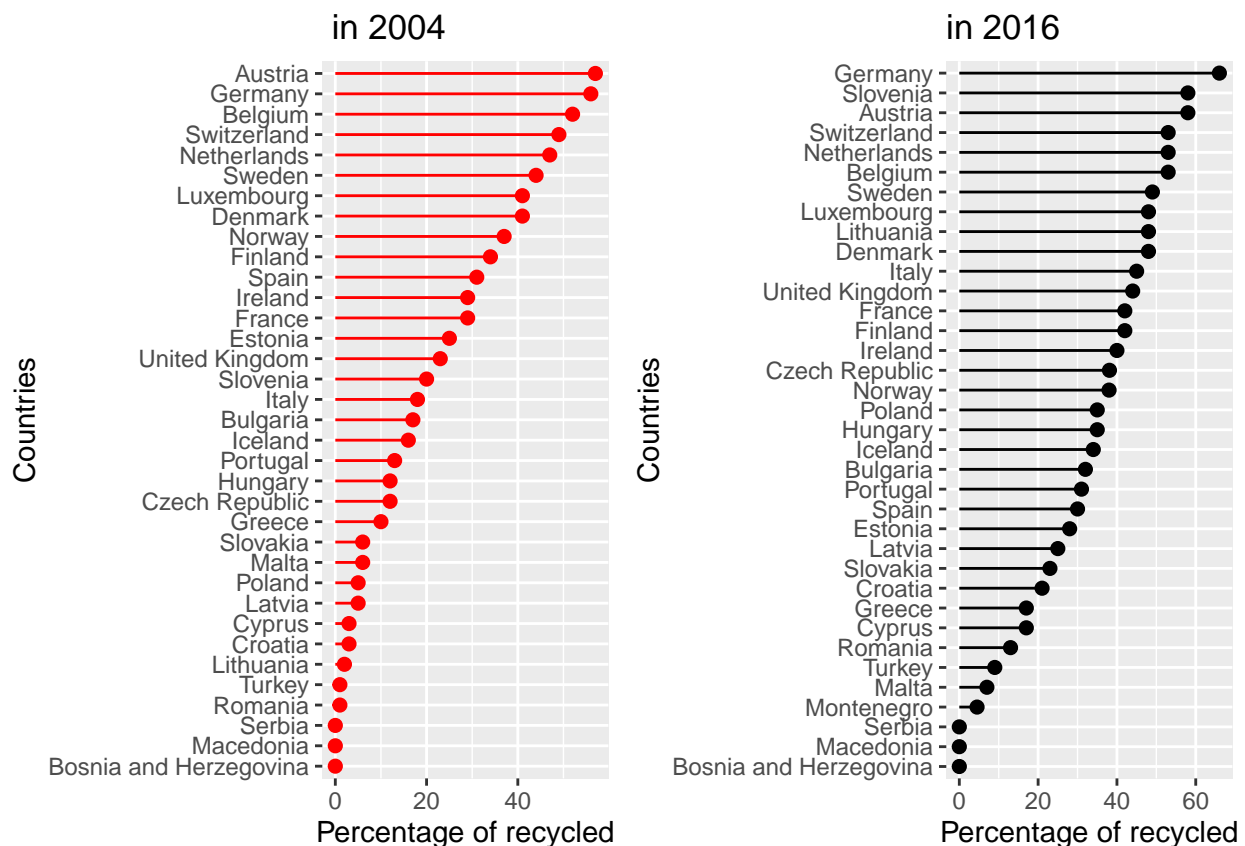 in 2004
Countries
Austria
Germany
Belgium
Switzerland
Netherlands
Sweden
Luxembourg
Denmark
Norway
Finland
Spain
Ireland
France
Estonia
United Kingdom
Slovenia
Italy
Bulgaria
Iceland
Portugal
Hungary
Czech Republic
Greece
Slovakia
Malta
Poland
Latvia
Cyprus
Croatia
Lithuania
Turkey
Romania
Serbia
Macedonia
Bosnia and Herzegovina
0 20 40
Percentage of recycled
in 2016
Countries
Germany
Slovenia
Austria
Switzerland
Netherlands
Belgium
Sweden
Luxembourg
Lithuania
Denmark
Italy
United Kingdom
France
Finland
Ireland
Czech Republic
Norway
Poland
Hungary
Iceland
Bulgaria
Portugal
Spain
Estonia
Latvia
Slovakia
Croatia
Greece
Cyprus
Romania
Turkey
Malta
Montenegro
Serbia
Macedonia
Bosnia and Herzegovina
0 20 40 60
Percentage of recycled